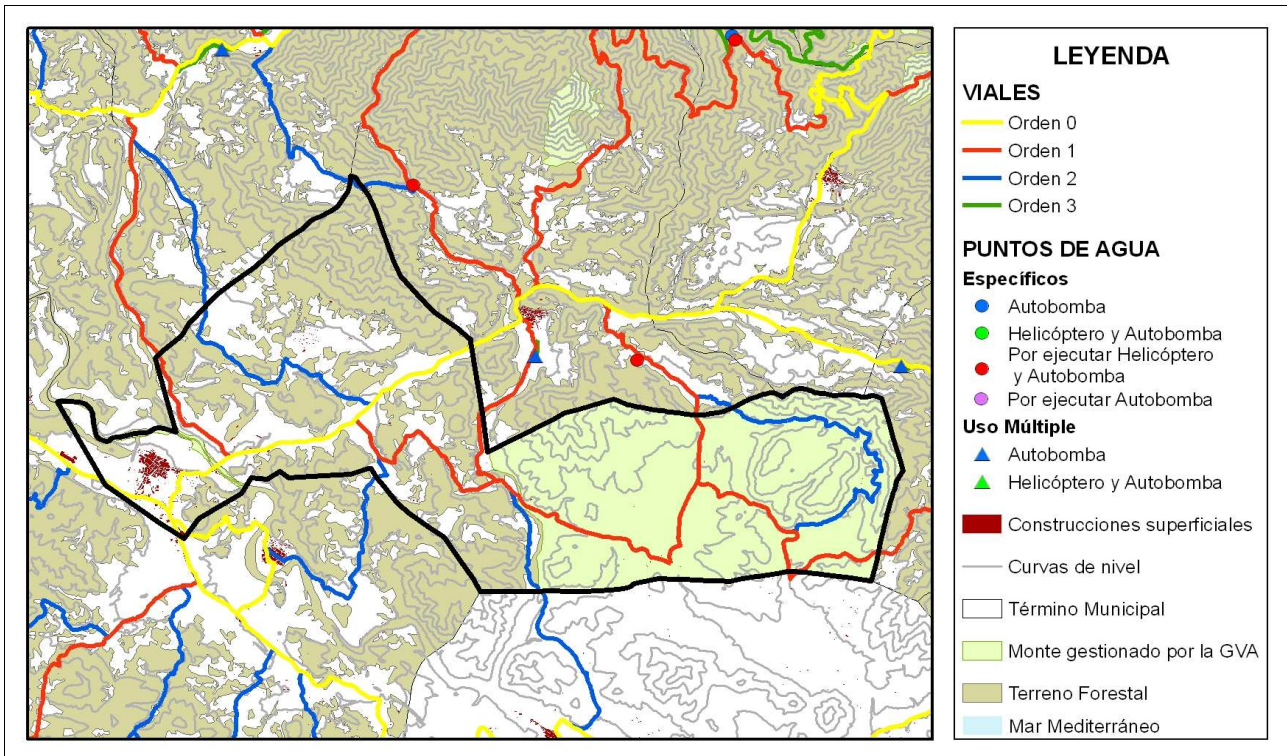 LEYENDA
VIALES
Orden 0
Orden 1
Orden 2
Orden 3
PUNTOS DE AGUA
Específicos
Autobomba
Helicóptero y Autobomba
Por ejecutar Helicóptero
y Autobomba
Por ejecutar Autobomba
Uso Múltiple
Autobomba
Helicóptero y Autobomba
Construcciones superficiales
Curvas de nivel
Término Municipal
Monte gestionado por la GVA
Terreno Forestal
Mar Mediterráneo